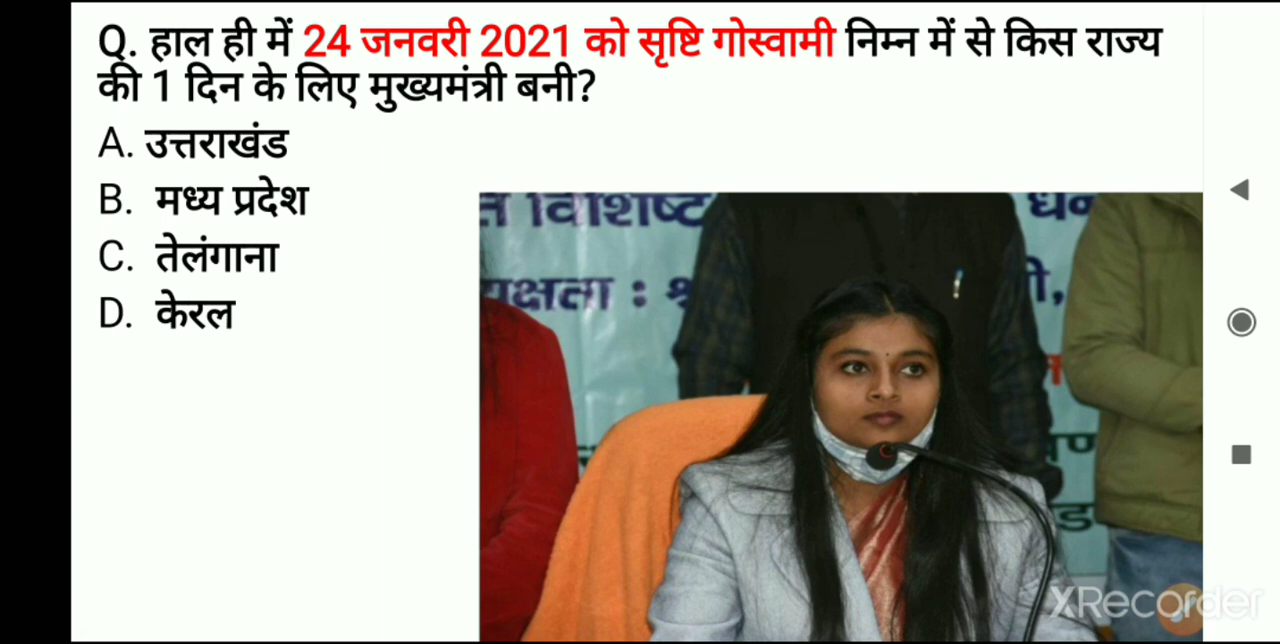 Q. हाल ही में 24 जनवरी 2021 को सृष्टि गोस्वामी निम्न में से किस राज्य
की 1 दिन के लिए मुख्यमंत्री बनी?
A. उत्तराखंड
B. मध्य प्रदेश
C. तेलंगाना
D. केरल
XRecorder